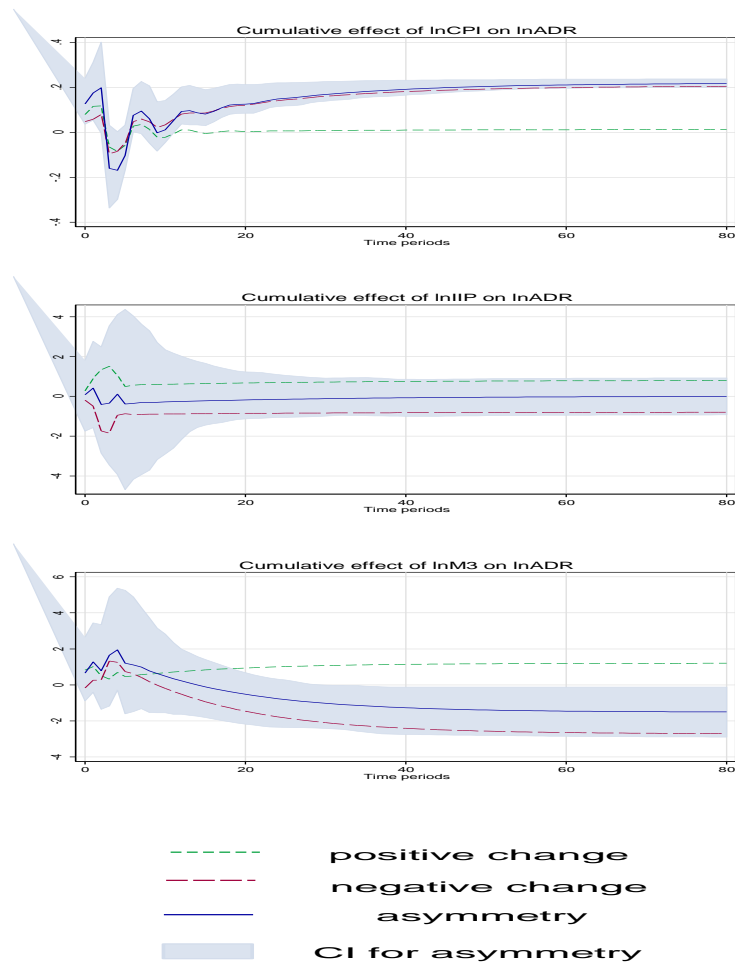 Cumulative effect of lnCPI on lnADR
.4
.2
0
-.2
-.4
0 20 40 60 80
Time periods
Cumulative effect of lnIIP on lnADR
4
2
0
-2
-4
0 20 40 60 80
Time periods
Cumulative effect of lnM3 on lnADR
6
4
2
0
-2
-4
0 20 40 60 80
Time periods
positive change
negative change
asymmetry
CI for asymmetry